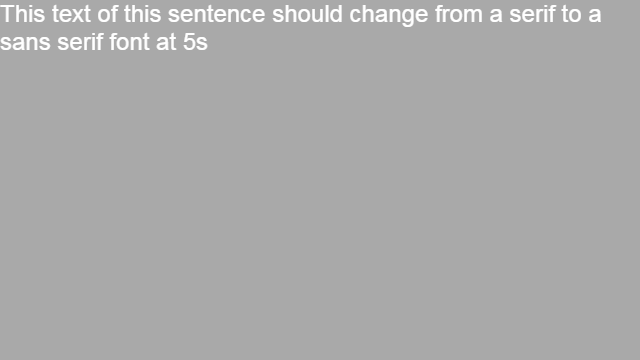 This text of this sentence should change from a serif to a
sans serif font at 5s